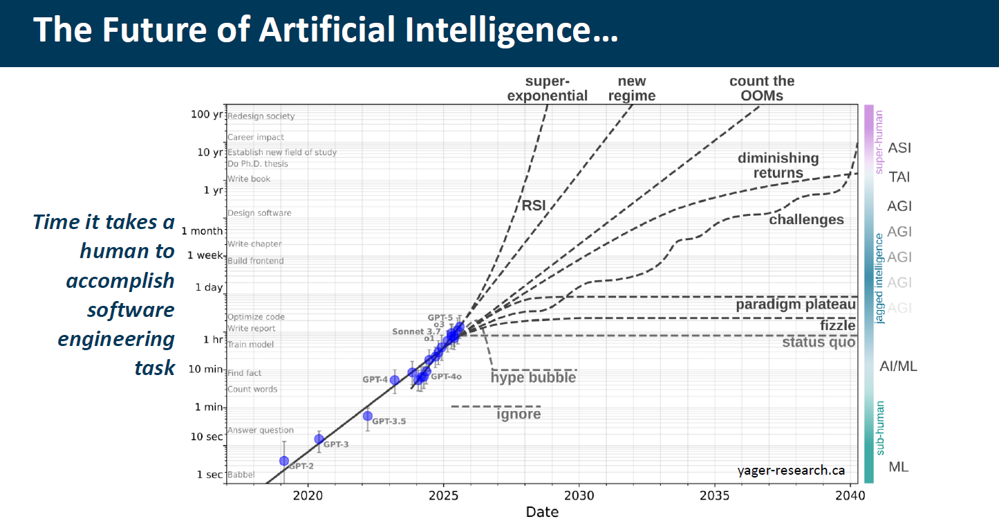 The Future of Artificial Intelligence…
super-
exponential
new
regime
count the
OOMs
Time it takes a
human to
accomplish
software
engineering
task
100 yr
10 yr
1 yr
1 month
1 week
1 day
1 hr
10 min
1 min
10 sec
1 sec
Redesign society
Career impact
Establish new field of study
Do Ph.D. thesis
Write book
Design software
Write chapter
Build frontend
Optimize code
Write report
Train model
Find fact
Count words
Answer question
Babbel
RSI
diminishing
returns
challenges
paradigm plateau
fizzle
status quo
hype bubble
ignore
GPT-5
o3
Sonnet 3.7
o1
GPT-4
GPT-4o
GPT-3.5
GPT-3
GPT-2
yager-research.ca
super-human
jagged intelligence
sub-human
ASI
TAI
AGI
AGI
AGI
AGI
AGI
AI/ML
ML
2020
2025
2030
2035
2040
Date